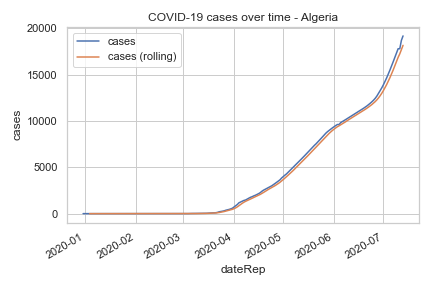 COVID-19 cases over time - Algeria
cases
cases (rolling)
20000
15000
10000
5000
0
cases
2020-01
2020-02
2020-03
2020-04
2020-05
2020-06
2020-07
dateRep